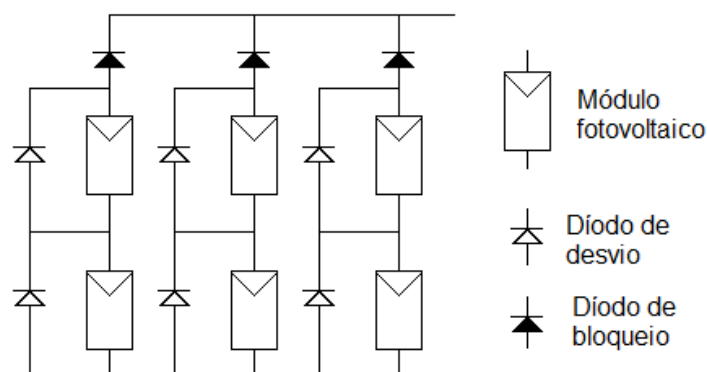 Módulo
fotovoltaico
Díodo de
desvio
Díodo de
bloqueio